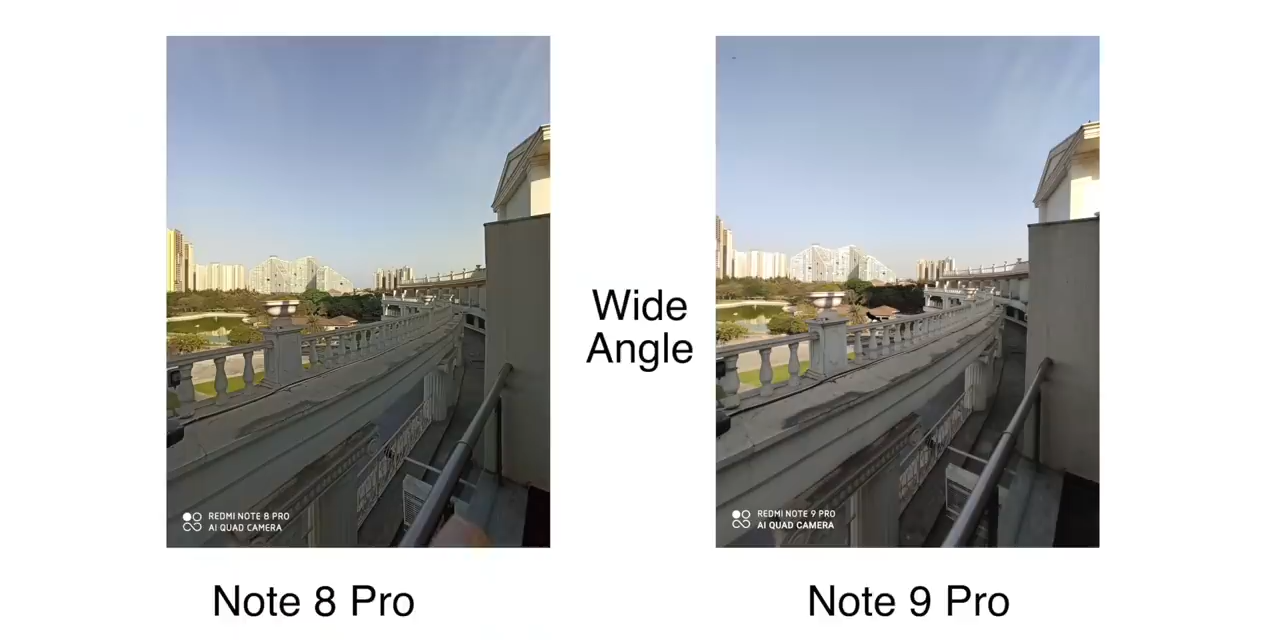 Wide
Angle
REDMI NOTE 8 PRO
AI QUAD CAMERA
REDMI NOTE 9 PRO
AI QUAD CAMERA
Note 8 Pro
Note 9 Pro